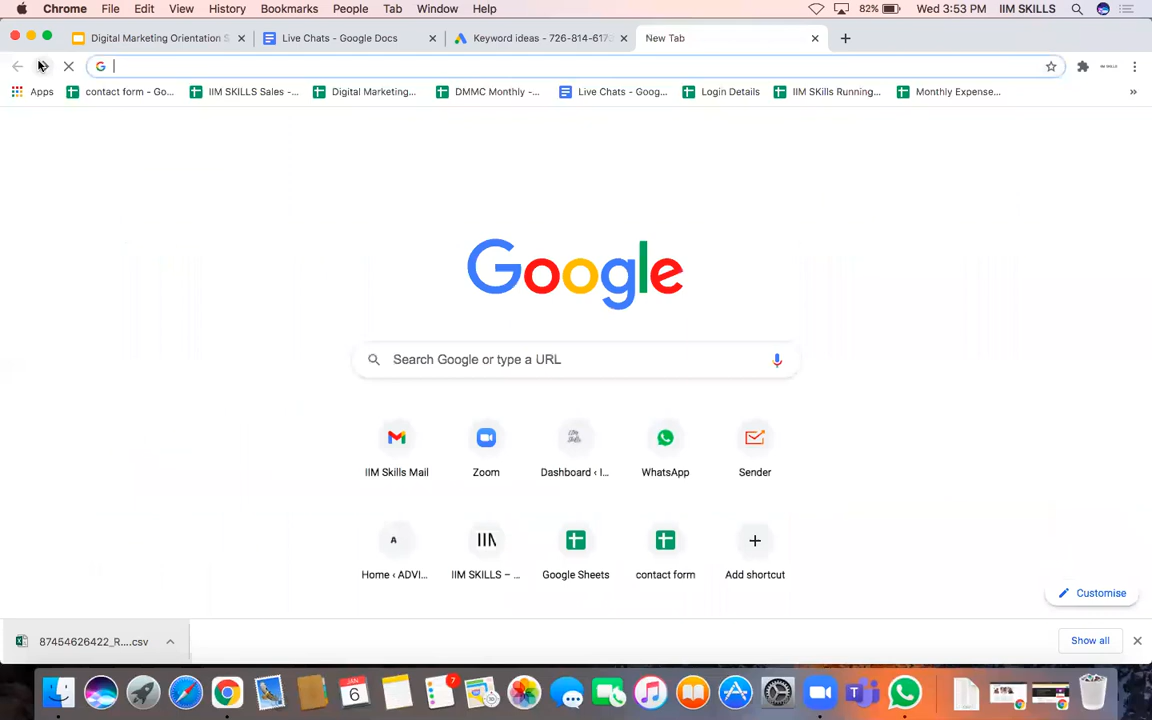 Chrome File Edit View History Bookmarks People Tab Window Help 82% Wed 3:53 PM IIM SKILLS
Digital Marketing Orientation S Live Chats - Google Docs Keyword ideas - 726-814-617 New Tab
G
Apps contact form - Go... IIM SKILLS Sales -... Digital Marketing... DMMC Monthly -... Live Chats - Goog... Login Details IIM SKills Running... Monthly Expense... »
Google
Search Google or type a URL
IIM Skills Mail Zoom Dashboard ‹ I... WhatsApp Sender
A IIN
Home ‹ ADVI... IIM SKILLS – ... Google Sheets contact form Add shortcut
Customise
87454626422_R....csv Show all
JAN 6 7